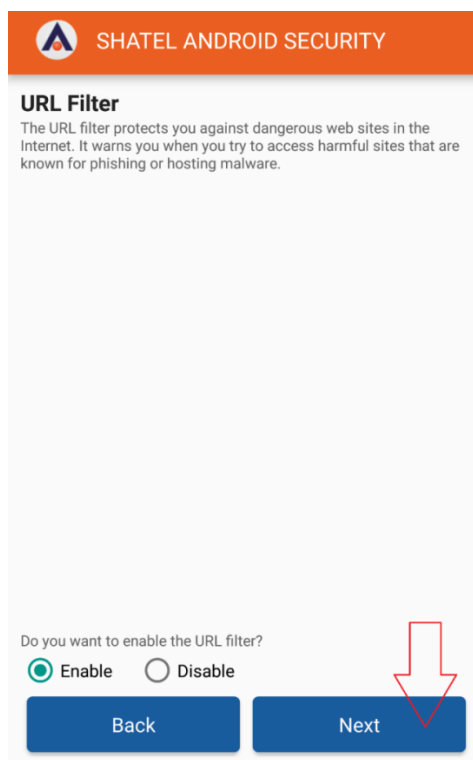 SHATEL ANDROID SECURITY
URL Filter
The URL filter protects you against dangerous web sites in the
Internet. It warns you when you try to access harmful sites that are
known for phishing or hosting malware.
Do you want to enable the URL filter?
Enable Disable
Back Next